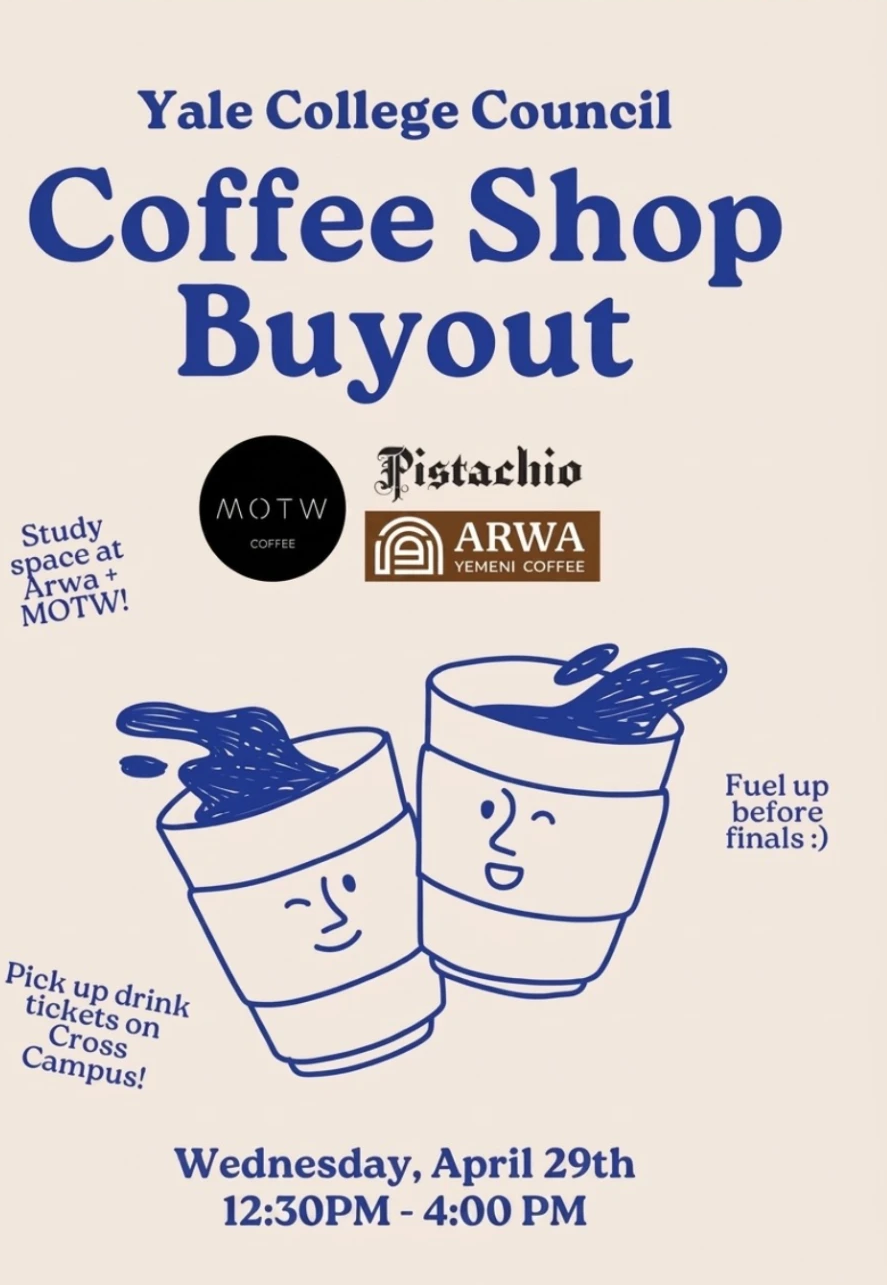 Yale College Council
Coffee Shop
Buyout
MOTW
COFFEE
Pistachio
ARWA
YEMENI COFFEE
Study
space at
Arwa +
MOTW!
Fuel up
before
finals :)
Pick up drink
tickets on
Cross
Campus!
Wednesday, April 29th
12:30PM - 4:00 PM